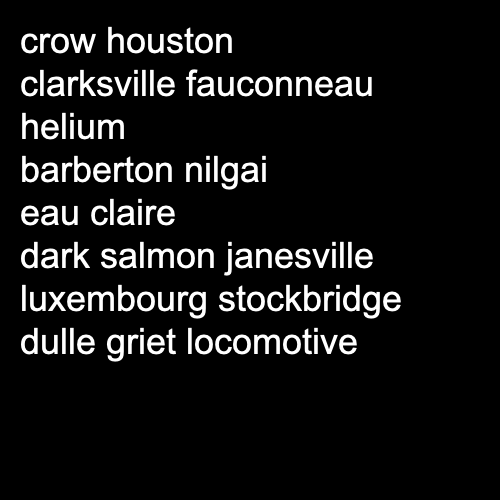 crow houston
clarksville fauconneau
helium
barberton nilgai
eau claire
dark salmon janesville
luxembourg stockbridge
dulle griet locomotive